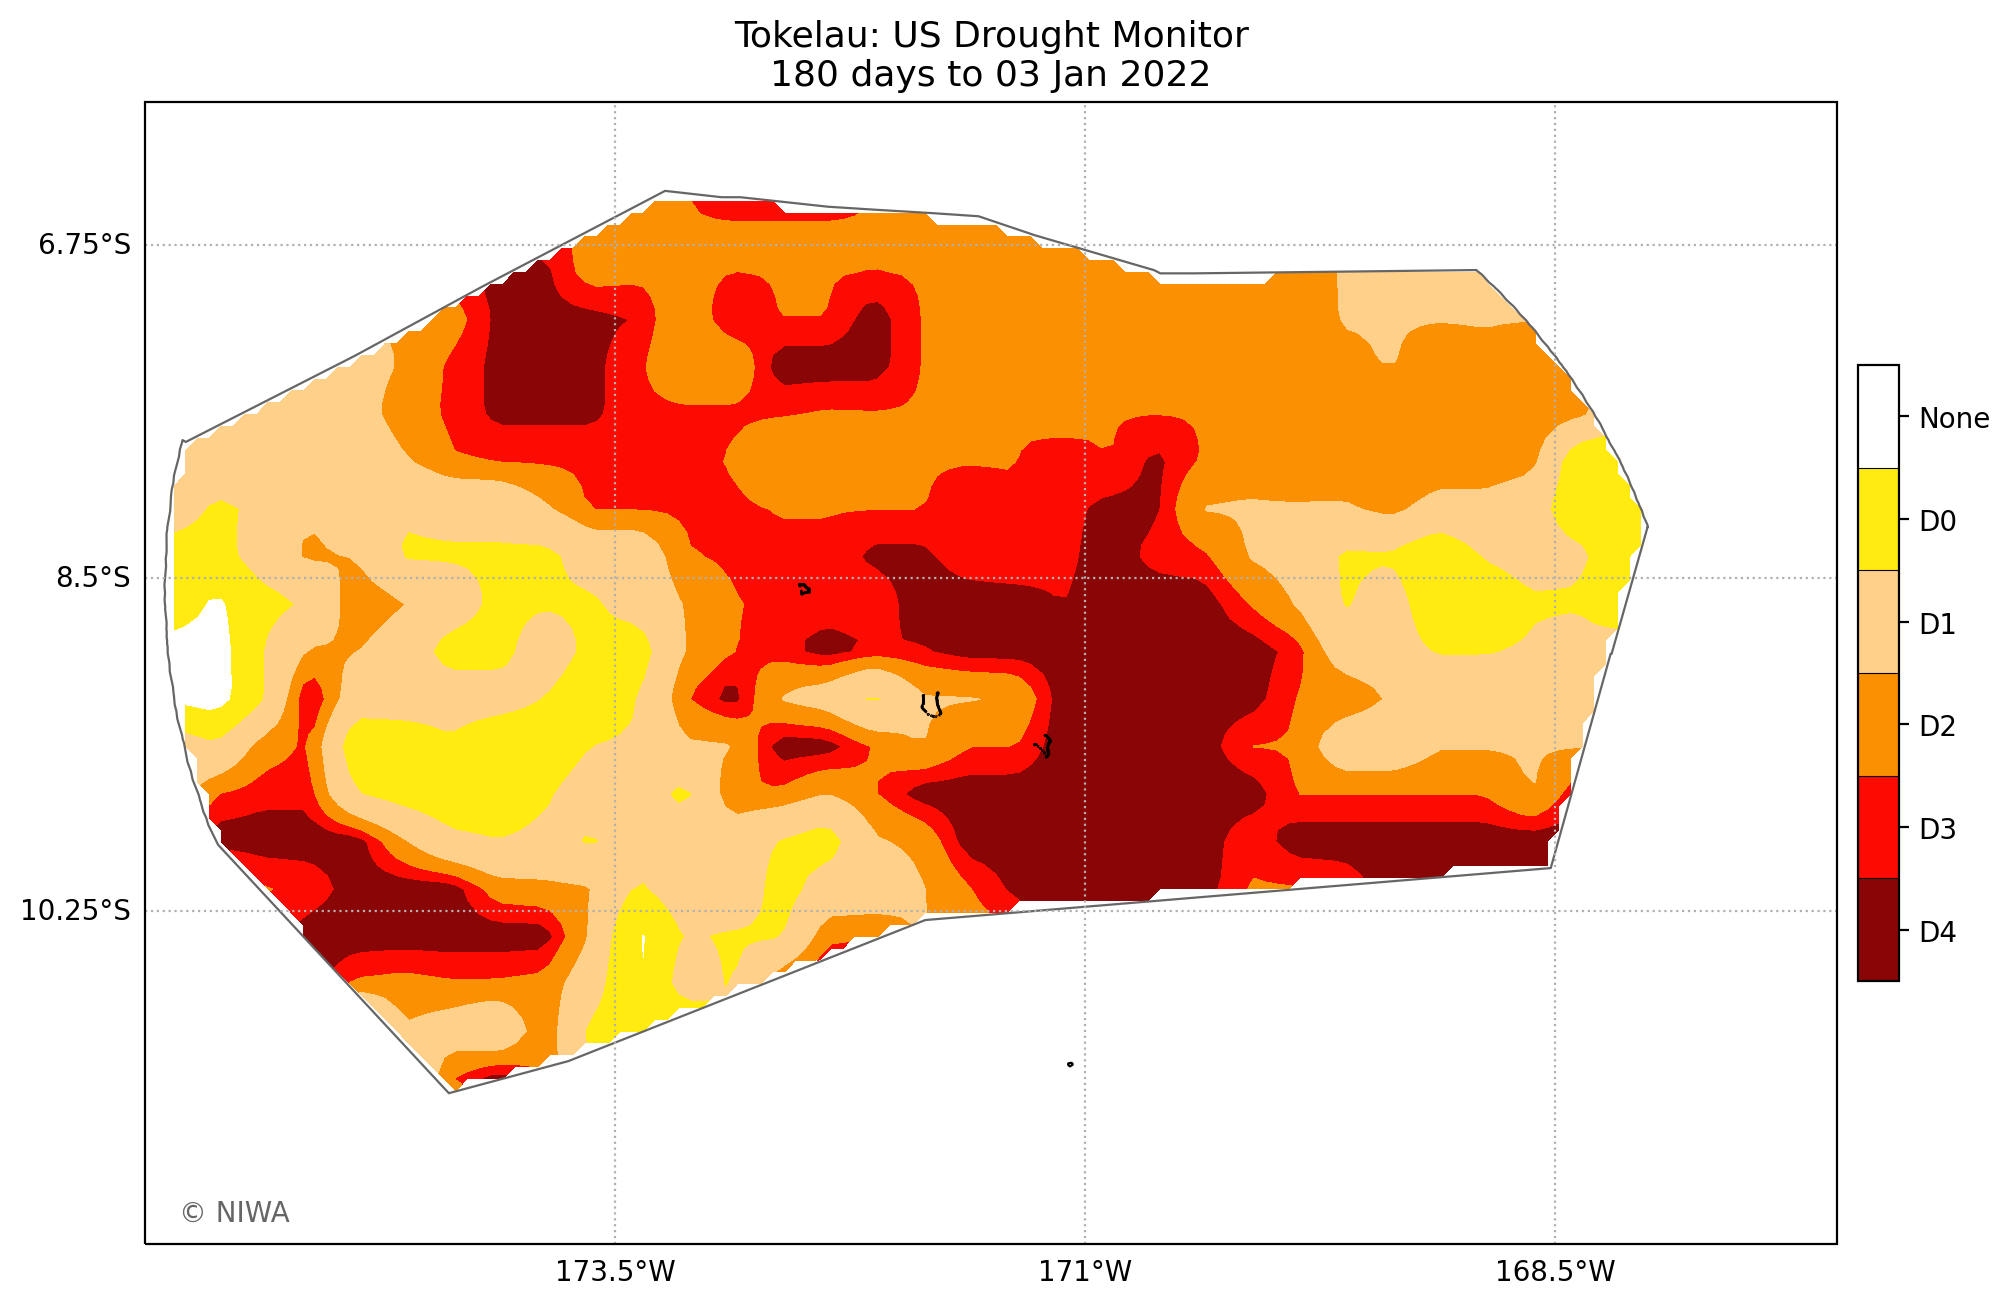 Tokelau: US Drought Monitor
180 days to 03 Jan 2022
6.75°S
8.5°S
10.25°S
173.5°W
171°W
168.5°W
None
D0
D1
D2
D3
D4
© NIWA